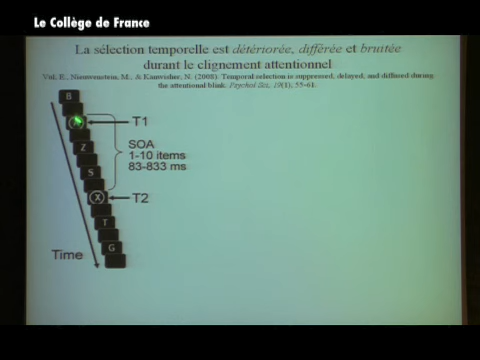 Le Collège de France
La sélection temporelle est détériorée, différée et bruitée
durant le clignement attentionnel
Vul, E., Nieuwenstein, M., & Kanwisher, N. (2008). Temporal selection is suppressed, delayed, and diffused during
the attentional blink. Psychol Sci, 19(1), 55-61.
B
T1
Z
SOA
1-10 items
83-833 ms
S
X
T2
T
G
Time